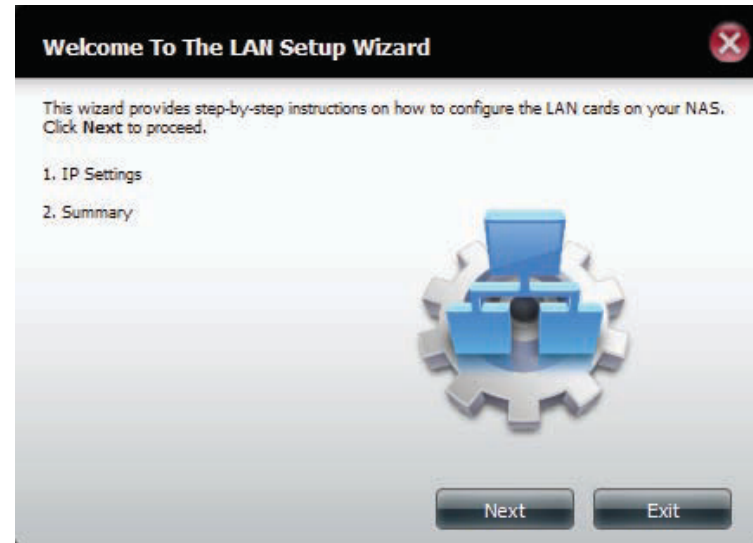 Welcome To The LAN Setup Wizard
This wizard provides step-by-step instructions on how to configure the LAN cards on your NAS.
Click Next to proceed.
1. IP Settings
2. Summary
Next
Exit